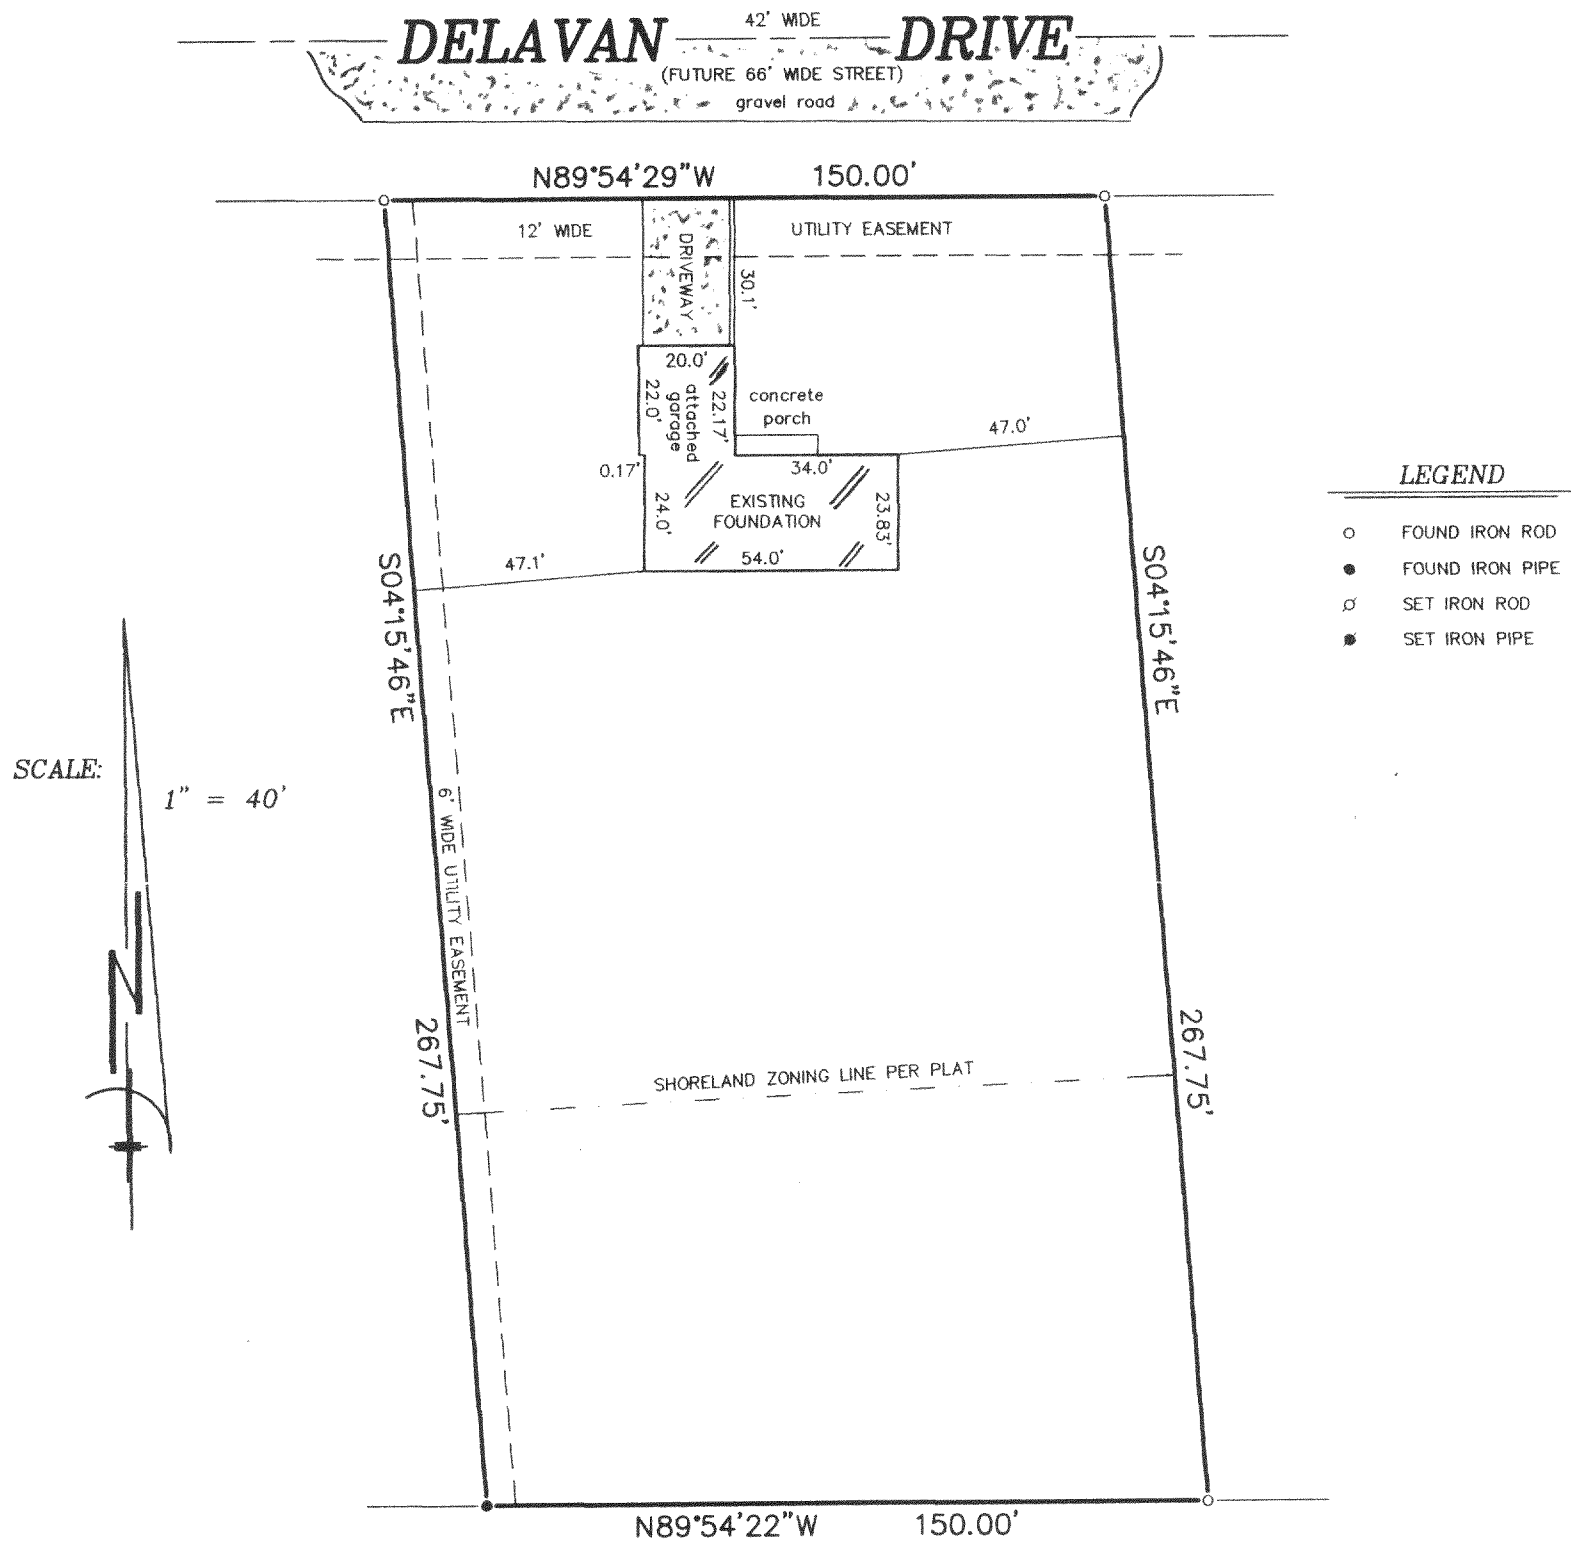 42' WIDE
DELAVAN DRIVE
(FUTURE 66' WIDE STREET)
gravel road
N89°54'29"W 150.00'
12' WIDE UTILITY EASEMENT
DRIVEWAY
30.1'
20.0'
22.0'
attached
garage
22.17'
concrete
porch
47.0'
0.17'
34.0'
24.0'
EXISTING
FOUNDATION
23.83'
54.0'
47.1'
S04°15'46"E
S04°15'46"E
LEGEND
FOUND IRON ROD
FOUND IRON PIPE
SET IRON ROD
SET IRON PIPE
SCALE:
1" = 40'
N
6' WIDE UTILITY EASEMENT
267.75'
267.75'
SHORELAND ZONING LINE PER PLAT
N89°54'22"W 150.00'